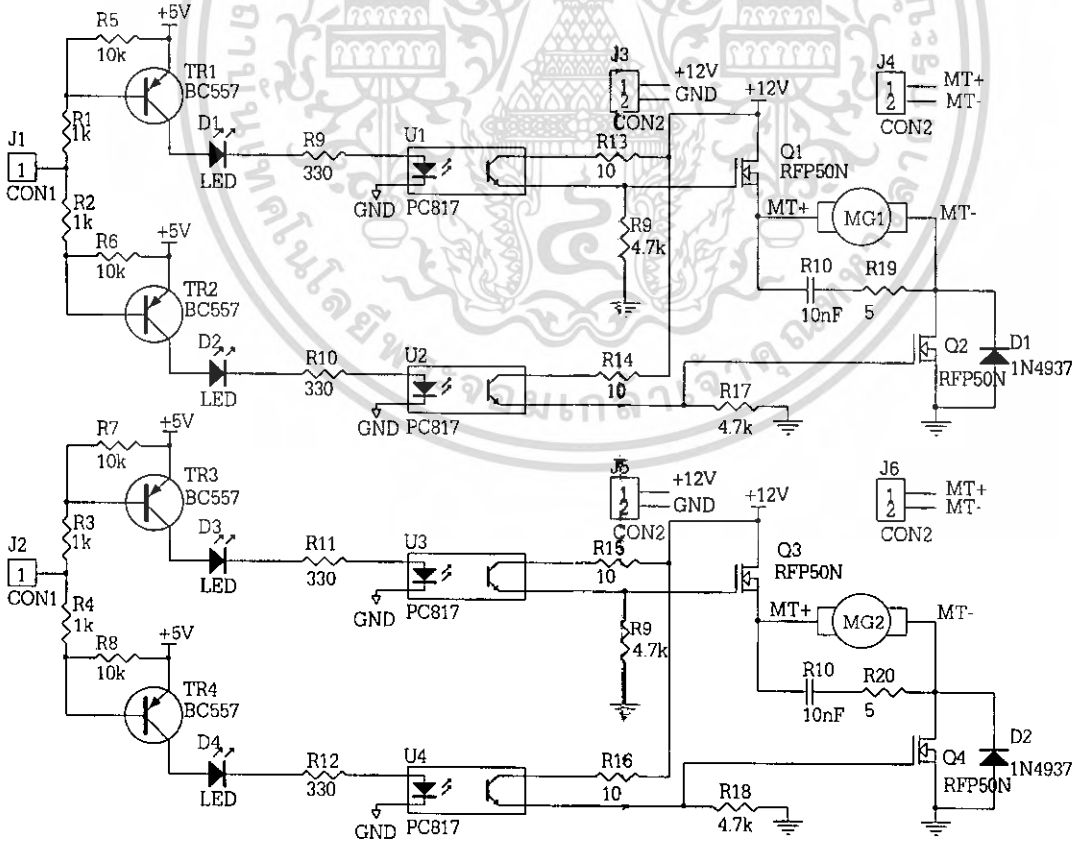 R5
+5V
10k
TR1
BC557
J1
1
CON1
R1
1k
D1
LED
R9
330
U1
GND
PC817
J3
1
2
CON2
+12V
GND
R13
10
R9
4.7k
+12V
Q1
RFP50N
J4
1
2
CON2
MT+
MT-
MT+
MG1
MT-
R10
10nF
R19
5
Q2
RFP50N
D1
1N4937
R2
1k
R6
10k
+5V
TR2
BC557
D2
LED
R10
330
U2
GND
PC817
R14
10
R17
4.7k
R7
10k
+5V
TR3
BC557
J2
1
CON1
R3
1k
D3
LED
R11
330
U3
GND
PC817
J5
1
2
CON2
+12V
GND
R15
10
R9
4.7k
+12V
Q3
RFP50N
J6
1
2
CON2
MT+
MT-
MT+
MG2
MT-
R10
10nF
R20
5
Q4
RFP50N
D2
1N4937
R4
1k
R8
10k
+5V
TR4
BC557
D4
LED
R12
330
U4
GND
PC817
R16
10
R18
4.7k